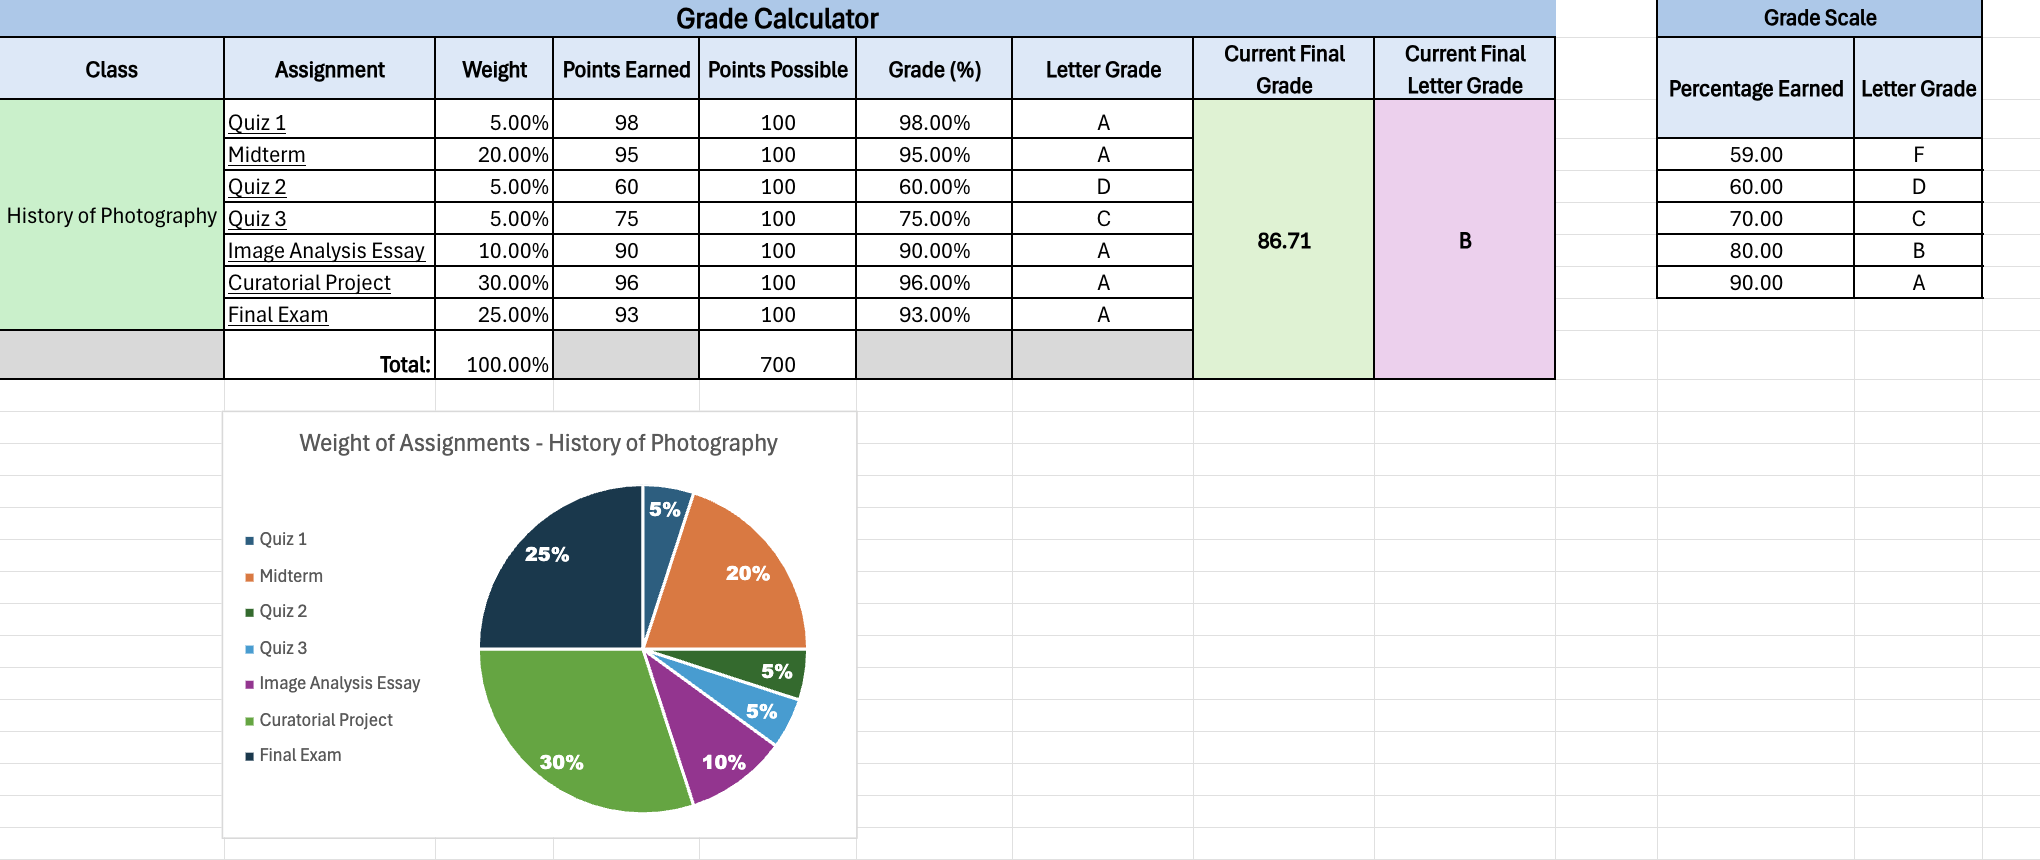 Grade Calculator
Grade Scale
Class Assignment Weight Points Earned Points Possible Grade (%) Letter Grade Current Final Grade Current Final Letter Grade
Percentage Earned Letter Grade
History of Photography
Quiz 1 5.00% 98 100 98.00% A
Midterm 20.00% 95 100 95.00% A
Quiz 2 5.00% 60 100 60.00% D
Quiz 3 5.00% 75 100 75.00% C
Image Analysis Essay 10.00% 90 100 90.00% A
Curatorial Project 30.00% 96 100 96.00% A
Final Exam 25.00% 93 100 93.00% A
86.71
B
Total: 100.00% 700
59.00 F
60.00 D
70.00 C
80.00 B
90.00 A
Weight of Assignments - History of Photography
Quiz 1
Midterm
Quiz 2
Quiz 3
Image Analysis Essay
Curatorial Project
Final Exam
5%
20%
5%
5%
10%
30%
25%